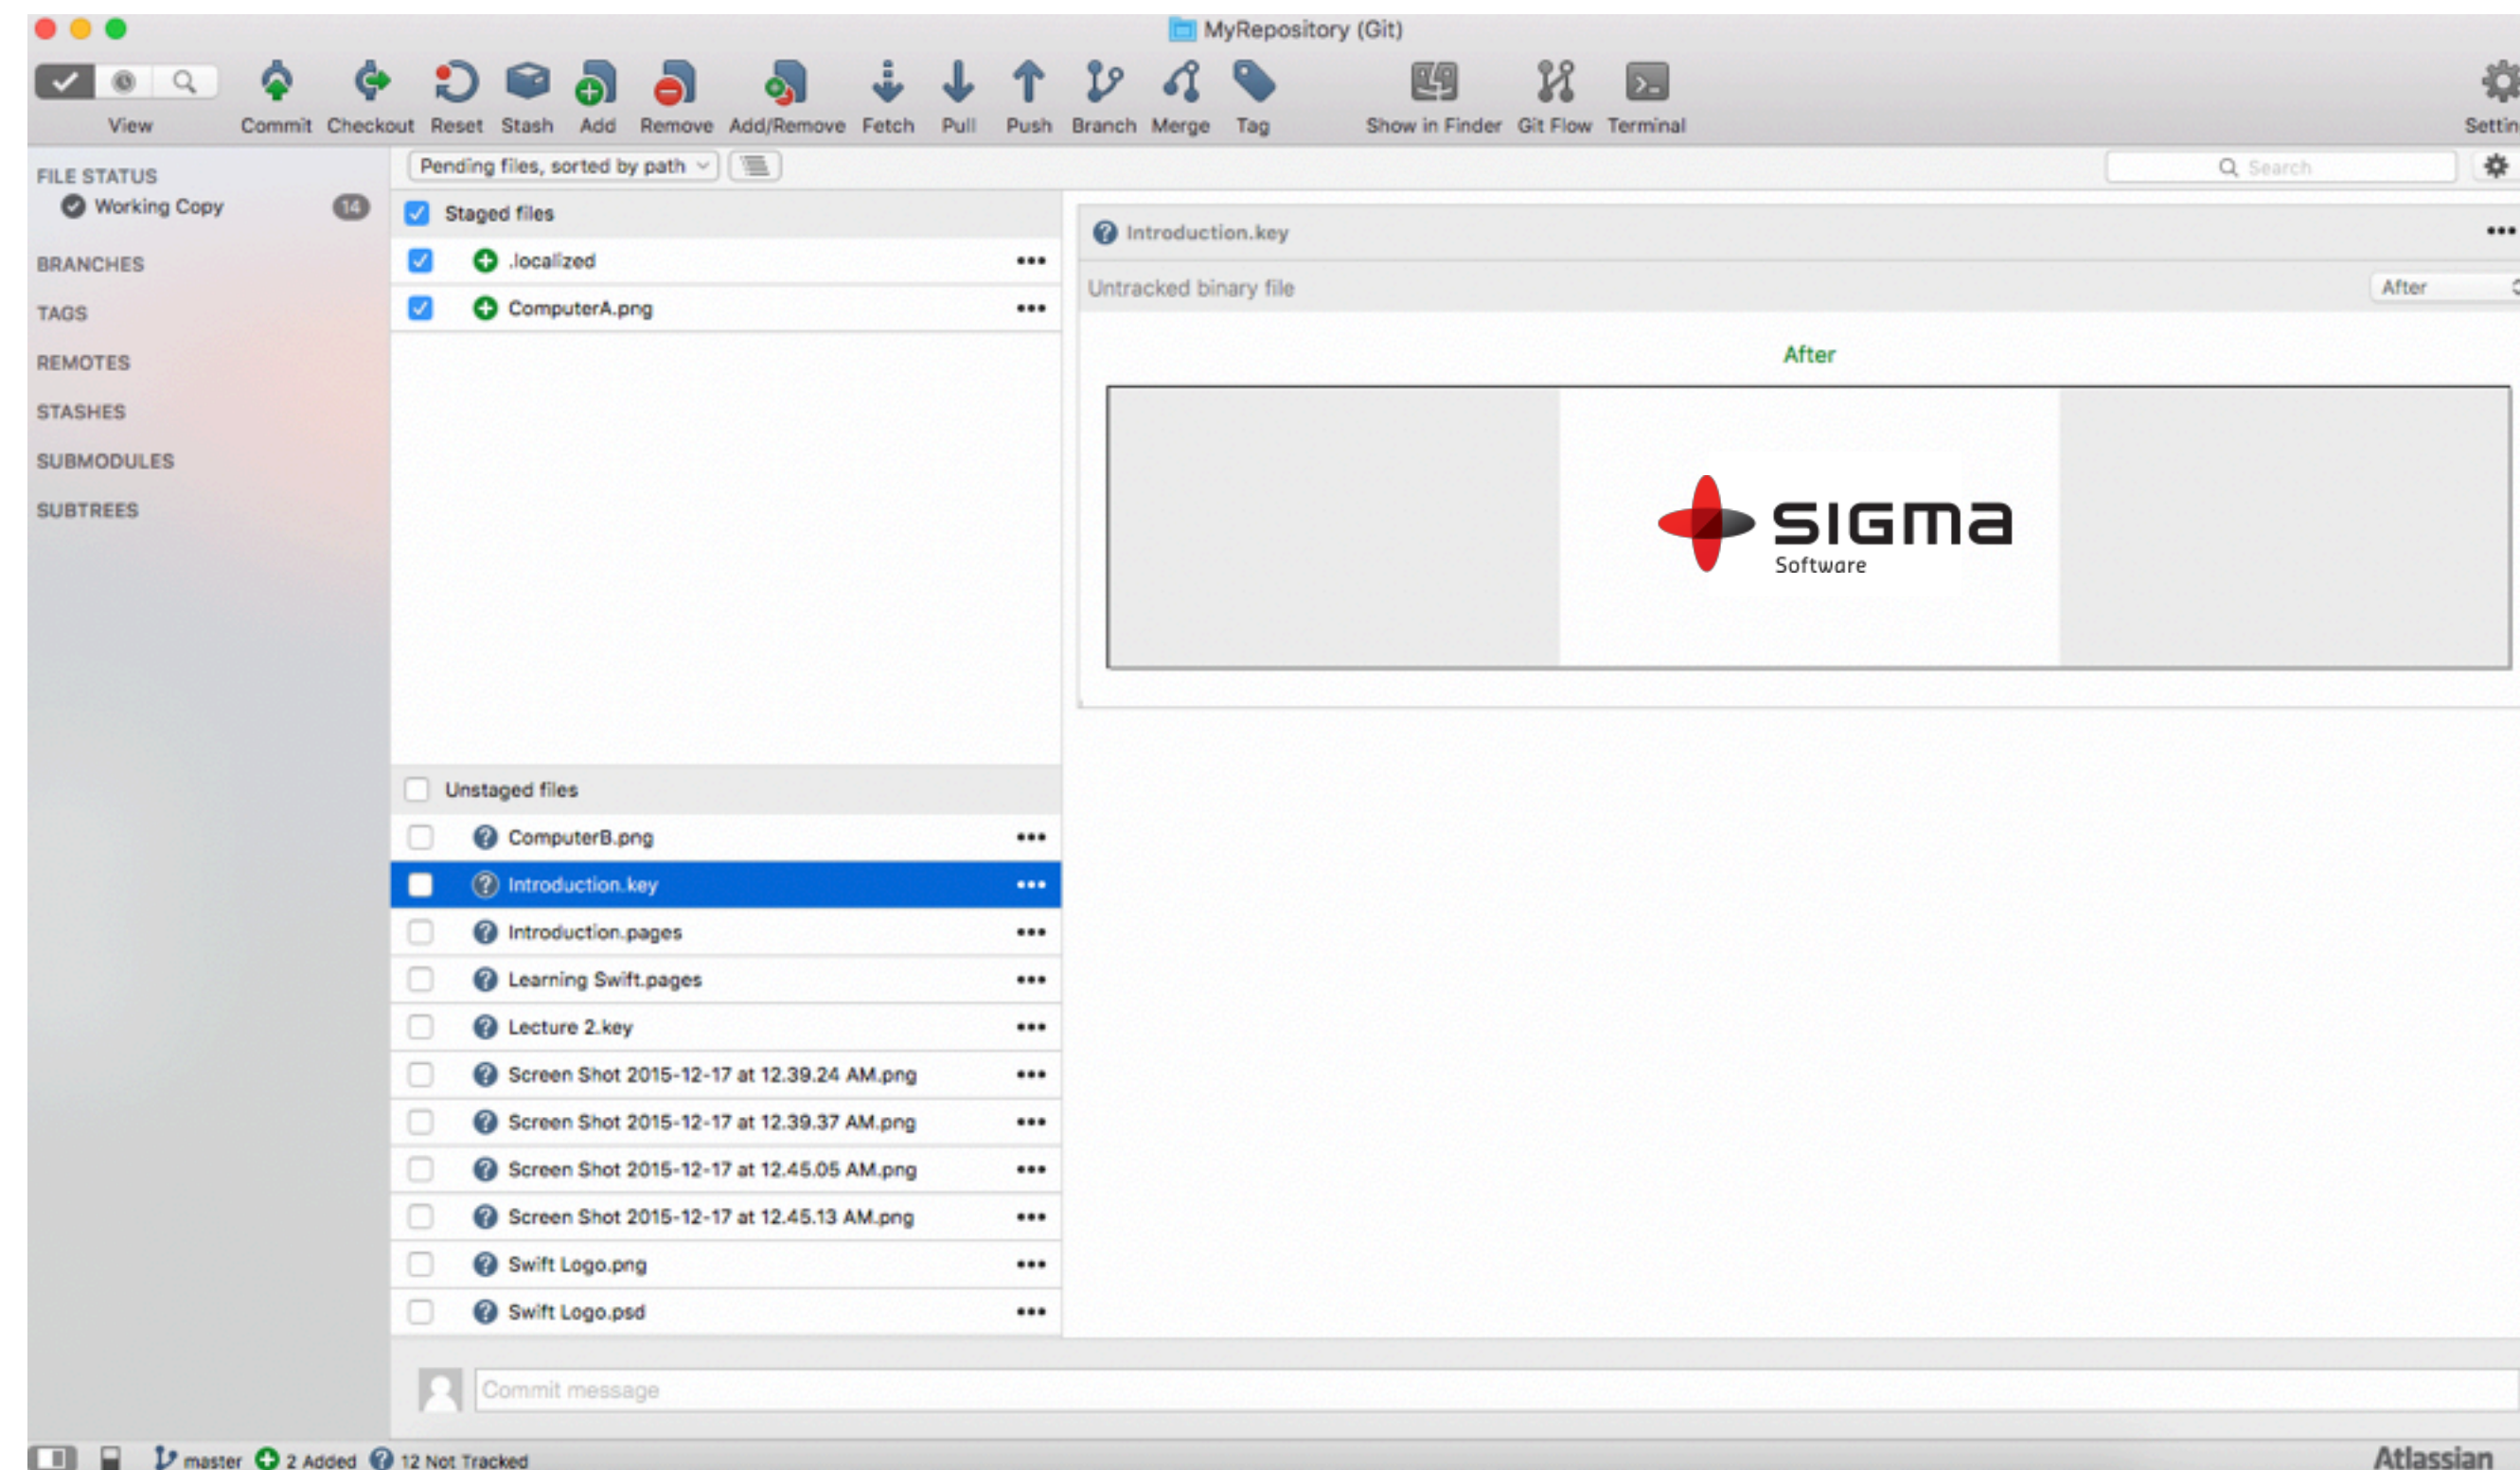 MyRepository (Git)
View Commit Checkout Reset Stash Add Remove Add/Remove Fetch Pull Push Branch Merge Tag Show in Finder Git Flow Terminal Settin
Pending files, sorted by path
Search
FILE STATUS
Working Copy 14
BRANCHES
TAGS
REMOTES
STASHES
SUBMODULES
SUBTREES
Staged files
.localized
ComputerA.png
Unstaged files
ComputerB.png
Introduction.key
Introduction.pages
Learning Swift.pages
Lecture 2.key
Screen Shot 2015-12-17 at 12.39.24 AM.png
Screen Shot 2015-12-17 at 12.39.37 AM.png
Screen Shot 2015-12-17 at 12.45.05 AM.png
Screen Shot 2015-12-17 at 12.45.13 AM.png
Swift Logo.png
Swift Logo.psd
Introduction.key
Untracked binary file
After
After
sigma
Software
Commit message
master 2 Added 12 Not Tracked
Atlassian